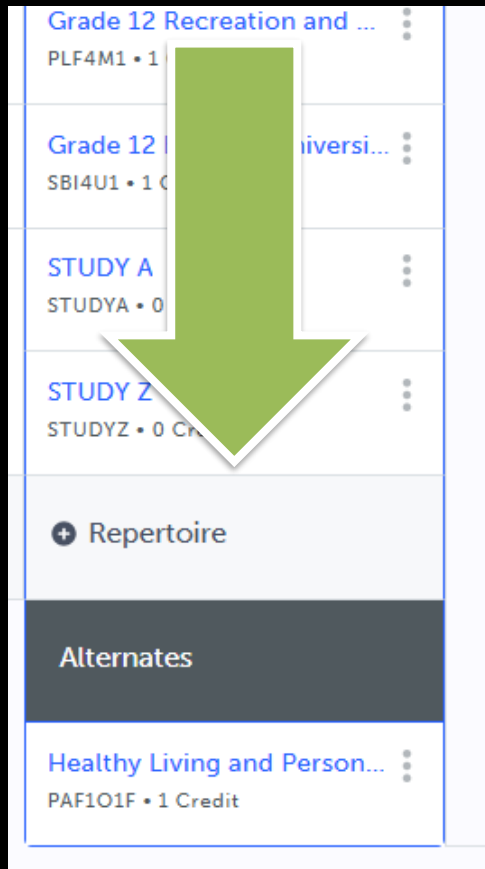 Grade 12 Recreation and ...
PLF4M1 • 1
Grade 12 iversi...
SBI4U1 • 1
STUDY A
STUDYA • 0
STUDY Z
STUDYZ • 0
Repertoire
Alternates
Healthy Living and Person...
PAF1O1F • 1 Credit